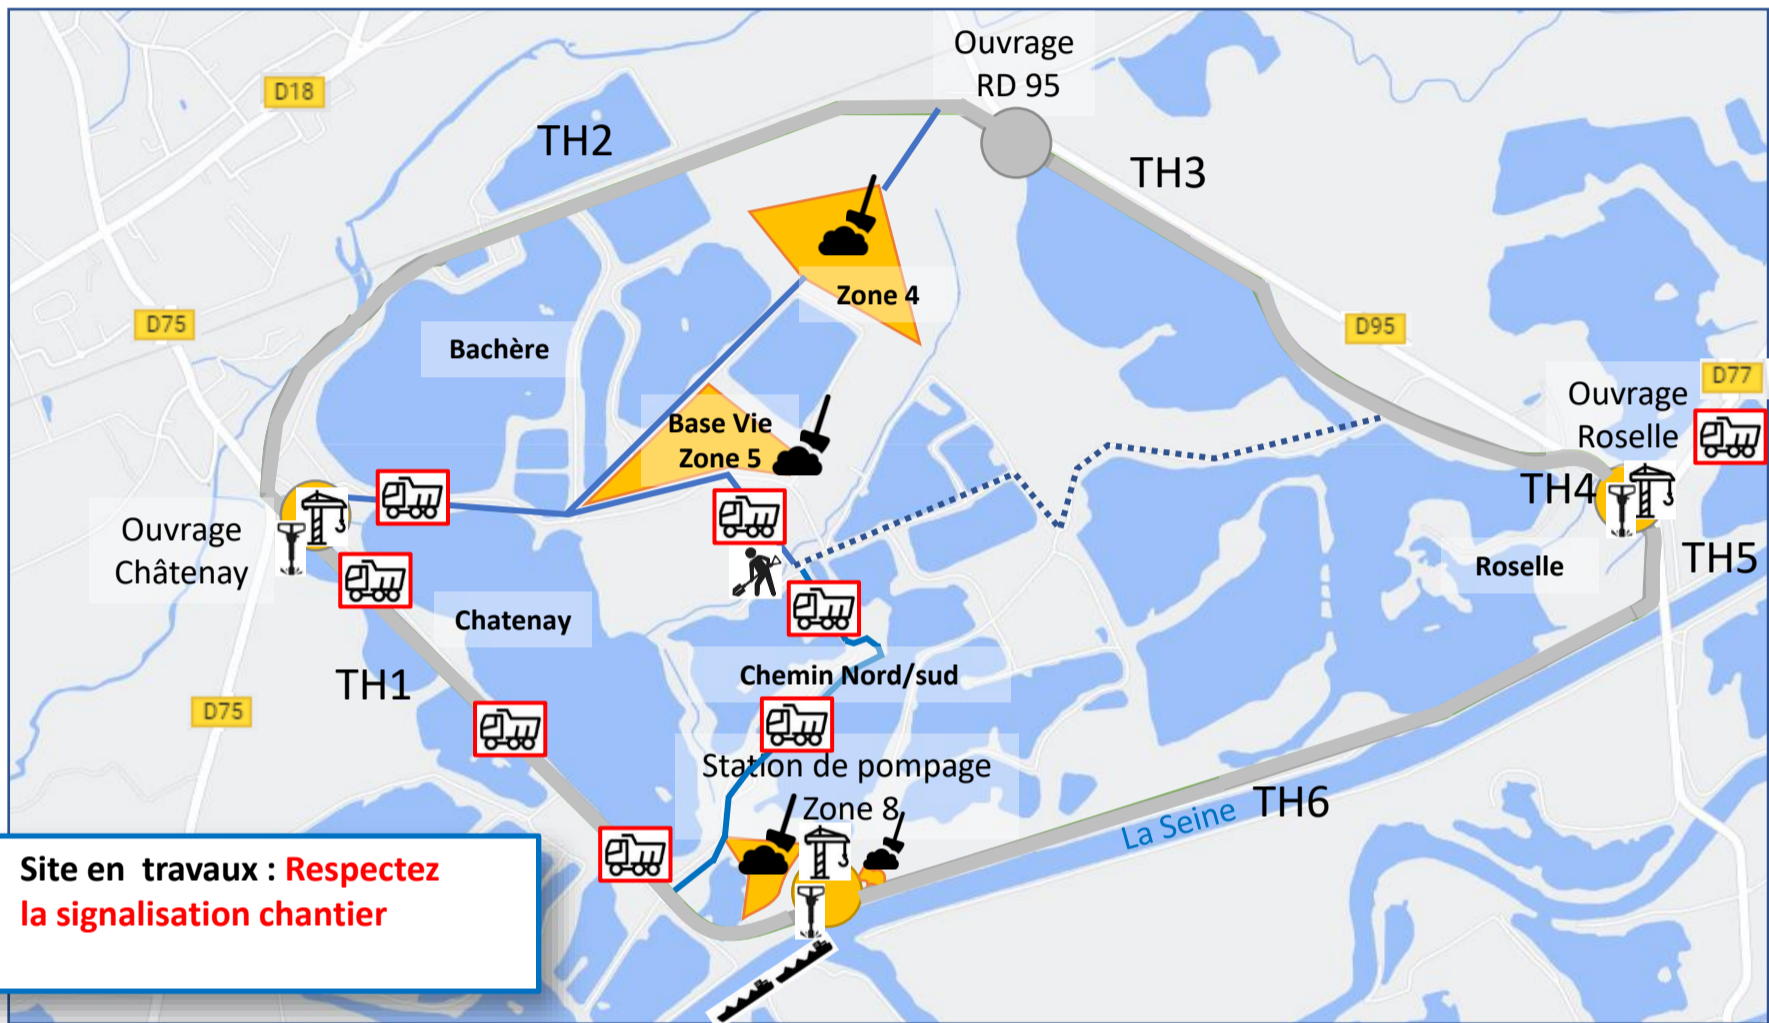 Ouvrage
RD 95
D18
TH2
TH3
Zone 4
D75
Bachère
D95
D77
Ouvrage
Roselle
Base Vie
Zone 5
TH4
Ouvrage
Châtenay
TH5
Roselle
Chatenay
Chemin Nord/sud
TH1
D75
Station de pompage
Zone 8
La Seine
TH6
Site en  travaux : Respectez
la signalisation chantier